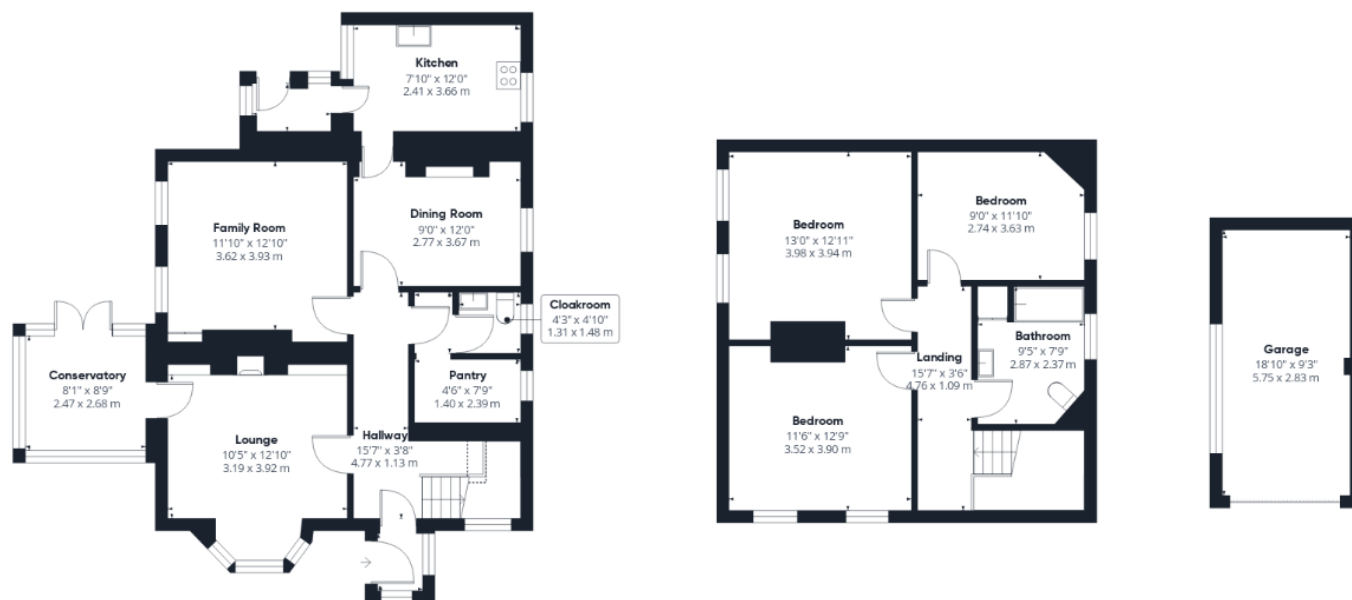 Kitchen
7'10" x 12'0"
2.41 x 3.66 m
Family Room
11'10" x 12'10"
3.62 x 3.93 m
Dining Room
9'0" x 12'0"
2.77 x 3.67 m
Cloakroom
4'3" x 4'10"
1.31 x 1.48 m
Conservatory
8'1" x 8'9"
2.47 x 2.68 m
Pantry
4'6" x 7'9"
1.40 x 2.39 m
Lounge
10'5" x 12'10"
3.19 x 3.92 m
Hallway
15'7" x 3'8"
4.77 x 1.13 m
Bedroom
13'0" x 12'11"
3.98 x 3.94 m
Bedroom
9'0" x 11'10"
2.74 x 3.63 m
Bathroom
9'5" x 7'9"
2.87 x 2.37 m
Landing
15'7" x 3'6"
4.76 x 1.09 m
Bedroom
11'6" x 12'9"
3.52 x 3.90 m
Garage
18'10" x 9'3"
5.75 x 2.83 m